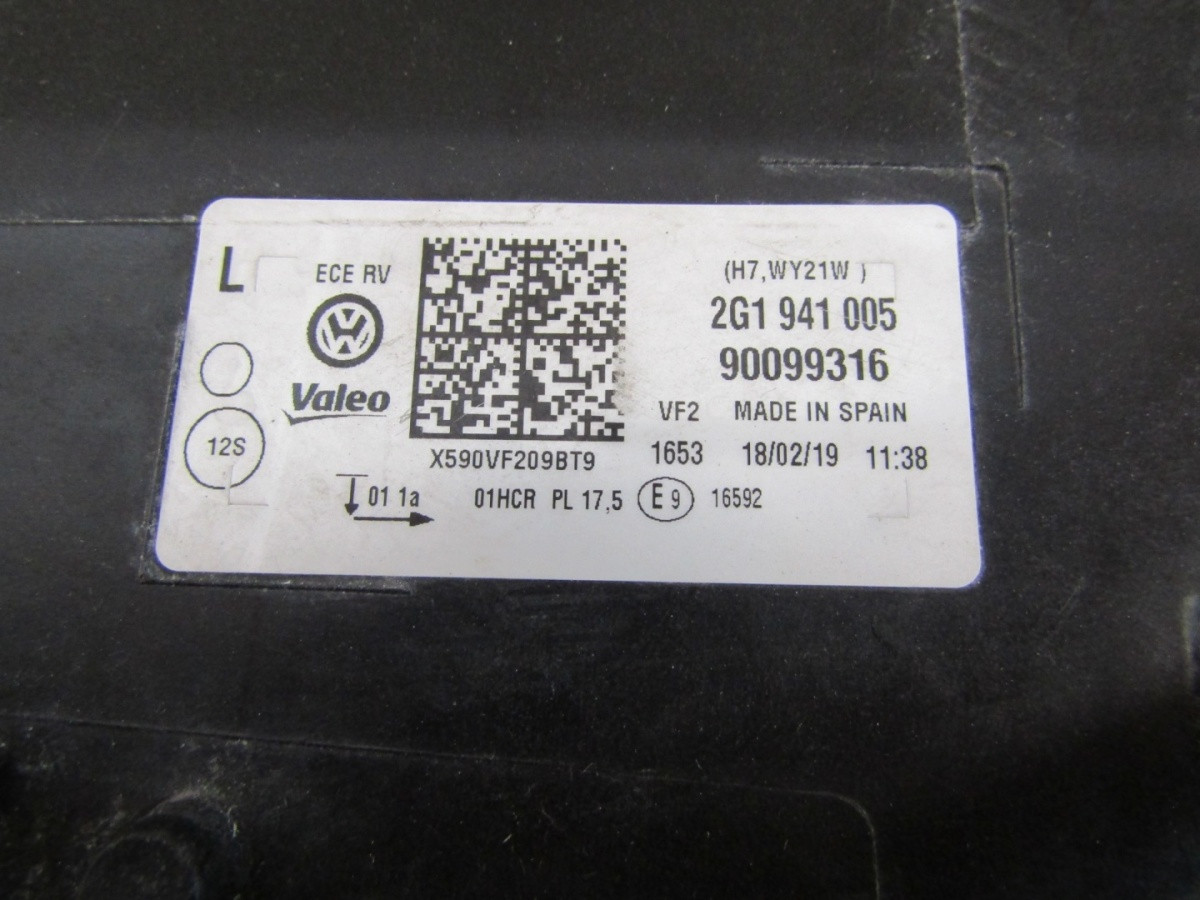 L
ECE RV
(H7,WY21W )
2G1 941 005
Valeo
90099316
12S
VF2 MADE IN SPAIN
X590VF209BT9
1653 18/02/19 11:38
01 1a 01HCR PL 17,5 E9 16592